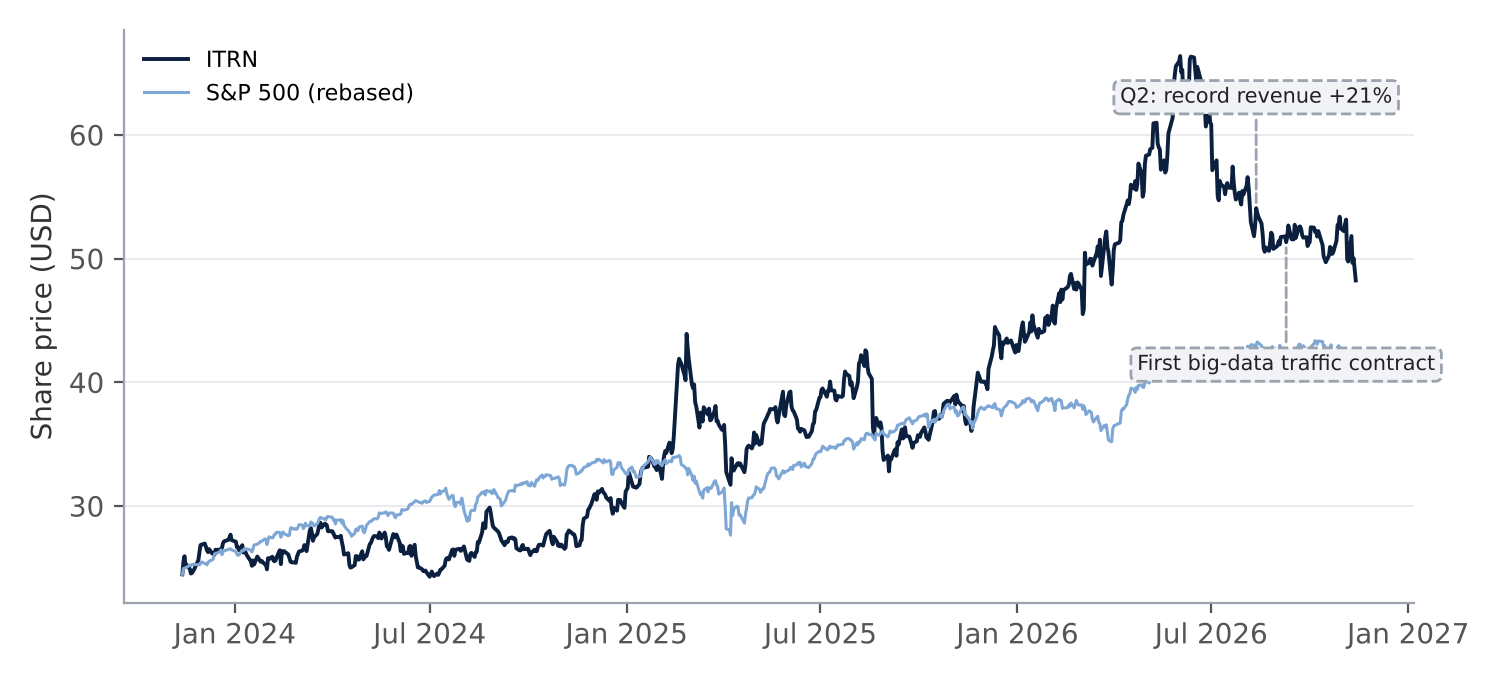 ITRN
S&P 500 (rebased)
Q2: record revenue +21%
First big-data traffic contract
Share price (USD)
60
50
40
30
Jan 2024
Jul 2024
Jan 2025
Jul 2025
Jan 2026
Jul 2026
Jan 2027